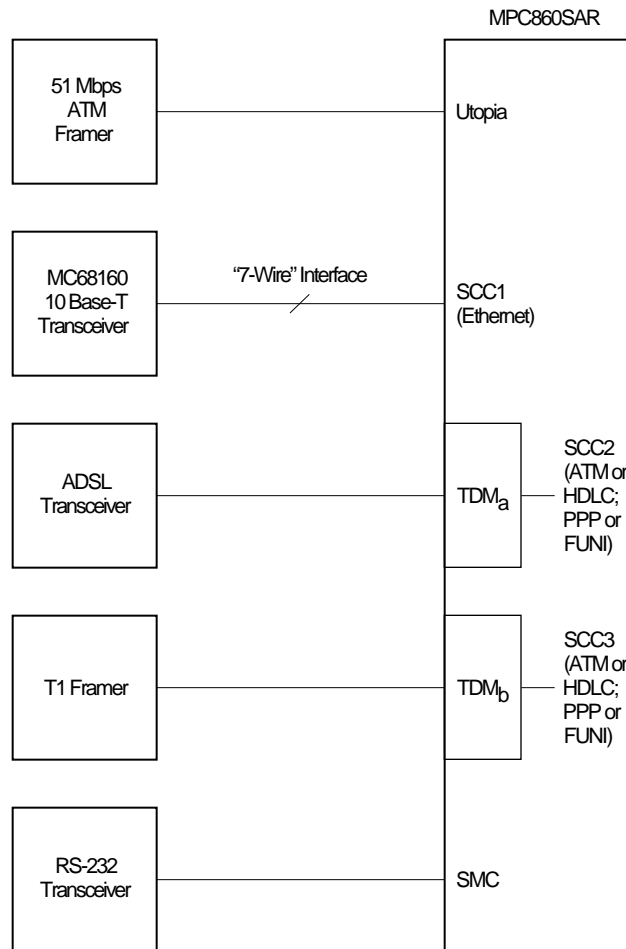 MPC860SAR
51 Mbps
ATM
Framer
Utopia
MC68160
10 Base-T
Transceiver
“7-Wire” Interface
SCC1
(Ethernet)
ADSL
Transceiver
TDMa
SCC2
(ATM or
HDLC;
PPP or
FUNI)
T1 Framer
TDMb
SCC3
(ATM or
HDLC;
PPP or
FUNI)
RS-232
Transceiver
SMC